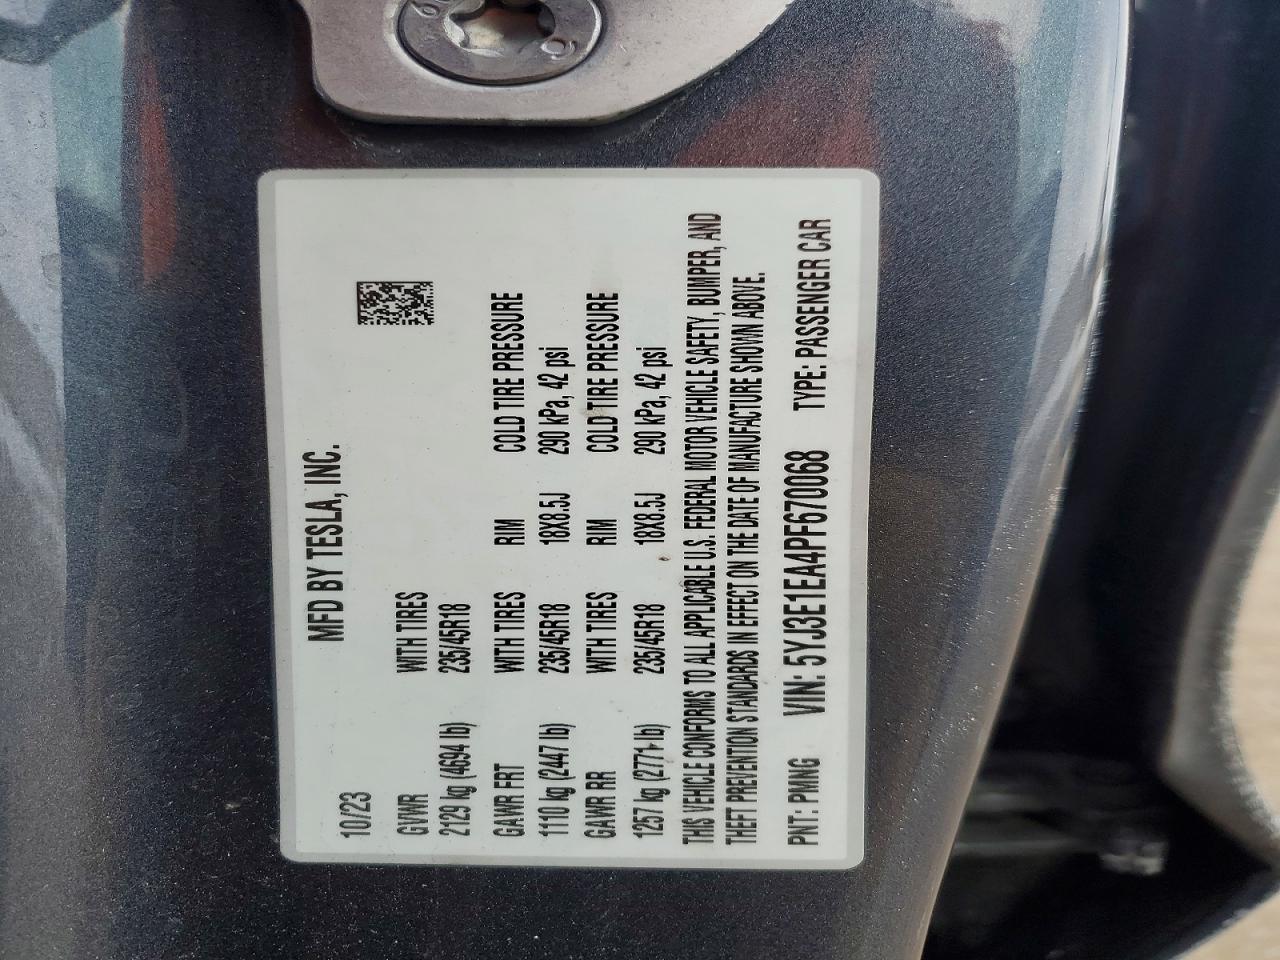 MFD BY TESLA, INC.
10/23
GVWR WITH TIRES
2129 kg (4694 lb) 235/45R18
GAWR FRT WITH TIRES RIM COLD TIRE PRESSURE
1110 kg (2447 lb) 235/45R18 18X8.5J 290 kPa, 42 psi
GAWR RR WITH TIRES RIM COLD TIRE PRESSURE
1257 kg (2771 lb) 235/45R18 18X8.5J 290 kPa, 42 psi
THIS VEHICLE CONFORMS TO ALL APPLICABLE U.S. FEDERAL MOTOR VEHICLE SAFETY, BUMPER, AND
THEFT PREVENTION STANDARDS IN EFFECT ON THE DATE OF MANUFACTURE SHOWN ABOVE.
PNT: PMNG VIN: 5YJ3E1EA4PF670068 TYPE: PASSENGER CAR